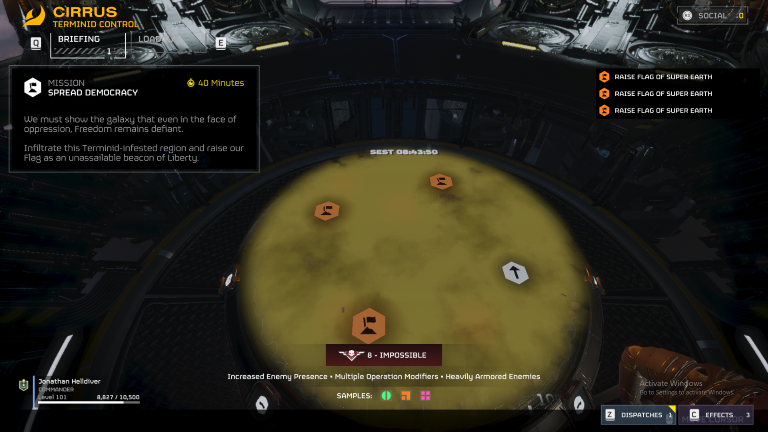 CIRRUS
TERMINID CONTROL
SC SOCIAL 0
Q BRIEFING E
1
MISSION
SPREAD DEMOCRACY
40 Minutes
We must show the galaxy that even in the face of
oppression, Freedom remains defiant.
Infiltrate this Terminid-infested region and raise our
Flag as an unassailable beacon of Liberty.
RAISE FLAG OF SUPER EARTH
RAISE FLAG OF SUPER EARTH
RAISE FLAG OF SUPER EARTH
SEST 08:43:50
8 - IMPOSSIBLE
Increased Enemy Presence • Multiple Operation Modifiers • Heavily Armored Enemies
SAMPLES:
Jonathan Helldiver
COMMANDER
Level 101 8,827 / 10,500
Activate Windows
Go to Settings to activate Windows.
Z DISPATCHES 1
C EFFECTS 3
CURSOR